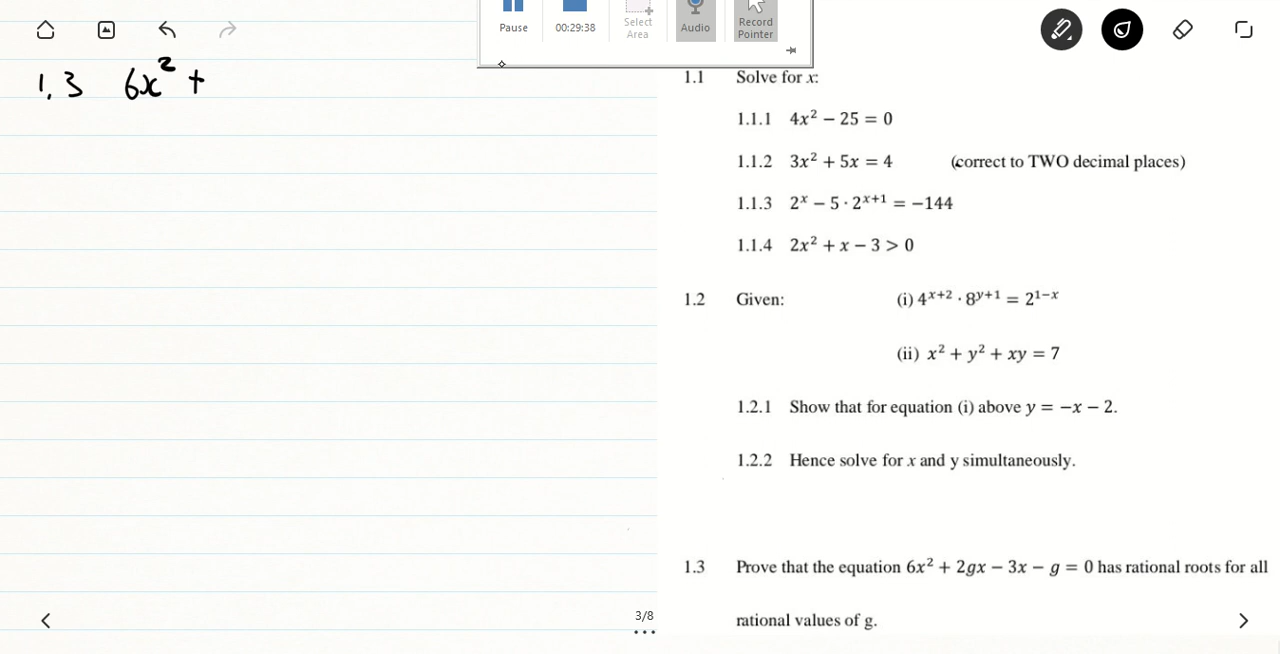 Pause
00:29:38
Select
Area
Audio
Record
Pointer
1.3 6x² +
1.1 Solve for x:
1.1.1 4x² − 25 = 0
1.1.2 3x² + 5x = 4 (correct to TWO decimal places)
1.1.3 2ˣ − 5 · 2ˣ⁺¹ = −144
1.1.4 2x² + x − 3 > 0
1.2 Given: (i) 4ˣ⁺² · 8ʸ⁺¹ = 2¹⁻ˣ
(ii) x² + y² + xy = 7
1.2.1 Show that for equation (i) above y = −x − 2.
1.2.2 Hence solve for x and y simultaneously.
1.3 Prove that the equation 6x² + 2gx − 3x − g = 0 has rational roots for all
rational values of g.
3/8